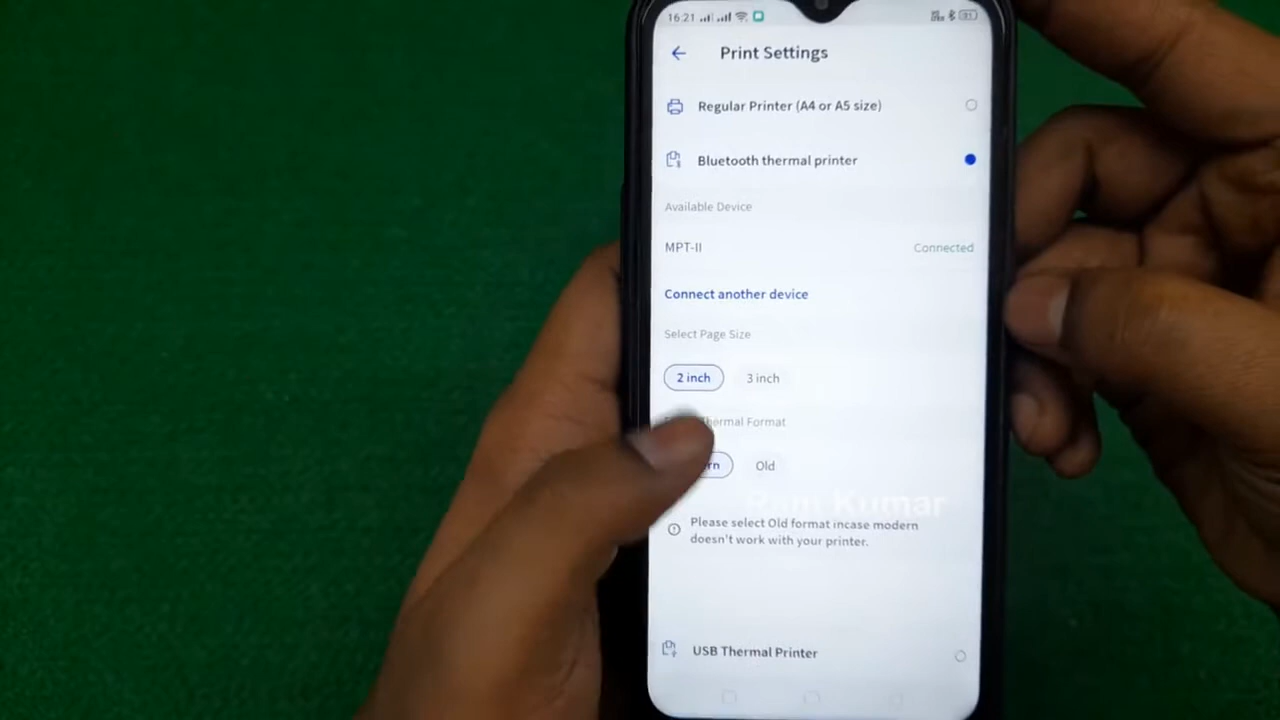 16:21
Print Settings
Regular Printer (A4 or A5 size)
Bluetooth thermal printer
Available Device
MPT-II Connected
Connect another device
Select Page Size
2 inch 3 inch
Thermal Format
Old
Kumar
Please select Old format incase modern
doesn't work with your printer.
USB Thermal Printer